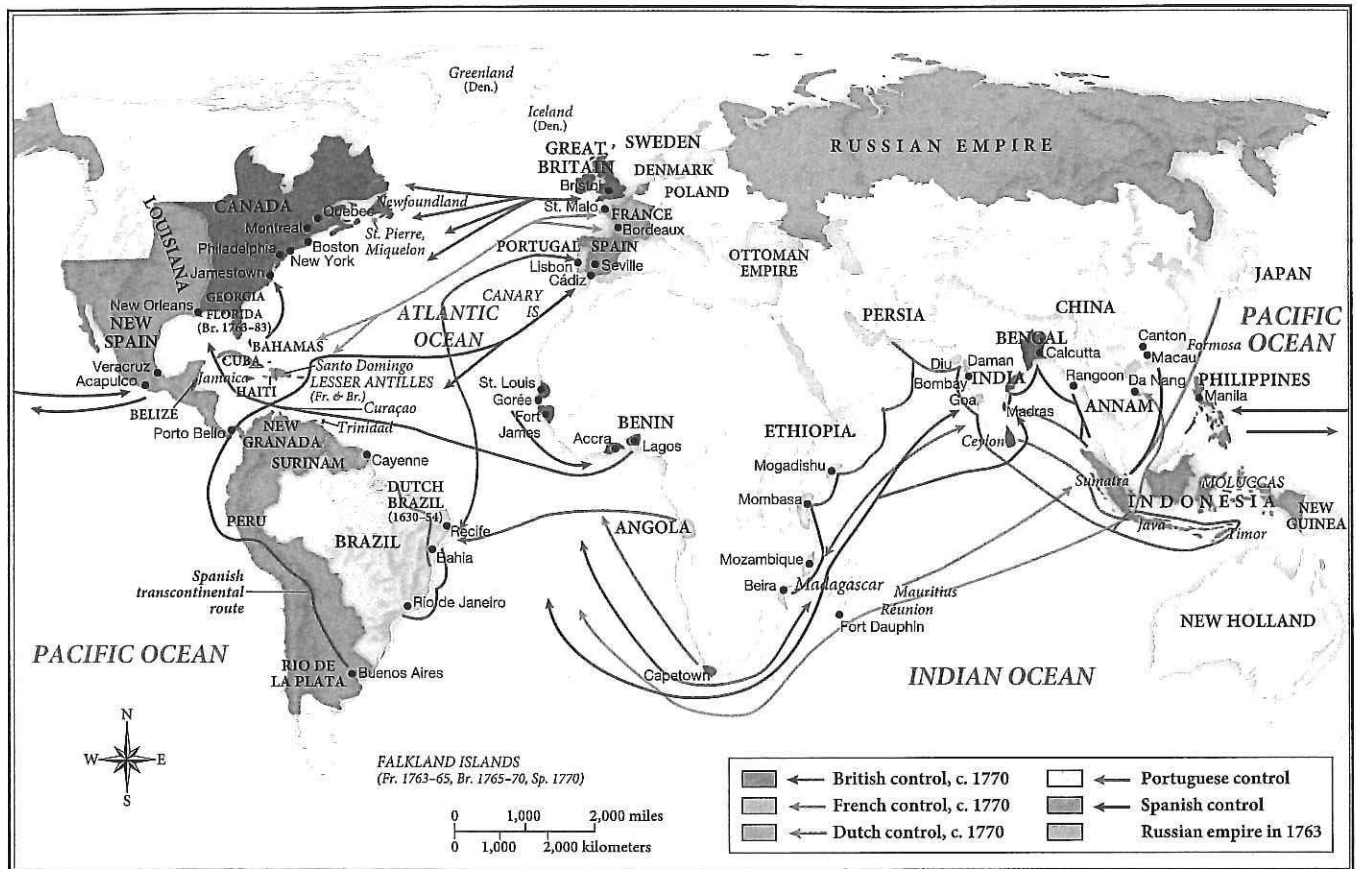 Greenland
(Den.)
Iceland
(Den.)
GREAT
BRITAIN
SWEDEN
DENMARK
POLAND
RUSSIAN EMPIRE
Bristol
St. Malo
FRANCE
Bordeaux
PORTUGAL
SPAIN
Lisbon
Seville
Cádiz
CANARY
IS
OTTOMAN
EMPIRE
CANADA
LOUISIANA
Quebec
Newfoundland
Montreal
St. Pierre,
Miquelon
Philadelphia
Boston
New York
Jamestown
New Orleans
GEORGIA
FLORIDA
(Br. 1763–83)
NEW
SPAIN
ATLANTIC
OCEAN
BAHAMAS
CUBA
Veracruz
Acapulco
Jamaica
HAITI
Santo Domingo
LESSER ANTILLES
(Fr. & Br.)
BELIZÉ
Curaçao
Trinidad
Porto Bello
NEW
GRANADA
SURINAM
Cayenne
DUTCH
BRAZIL
(1630–54)
PERU
Recife
BRAZIL
Bahia
Rio de Janeiro
Spanish
transcontinental
route
PACIFIC OCEAN
RIO DE
LA PLATA
Buenos Aires
St. Louis
Gorée
Fort
James
BENIN
Accra
Lagos
ANGOLA
Capetown
ETHIOPIA
Mogadishu
Mombasa
Mozambique
Beira
Madagascar
Mauritius
Réunion
Fort Dauphin
PERSIA
Diu
Daman
Bombay
INDIA
Goa
BENGAL
Calcutta
Madras
Ceylon
CHINA
JAPAN
Canton
Macau
Formosa
Rangoon
Da Nang
ANNAM
PHILIPPINES
Manila
PACIFIC
OCEAN
Sumatra
MOLUCCAS
INDONESIA
Java
Timor
NEW
GUINEA
NEW HOLLAND
INDIAN OCEAN
N
W
E
S
FALKLAND ISLANDS
(Fr. 1763–65, Br. 1765–70, Sp. 1770)
0 1,000 2,000 miles
0 1,000 2,000 kilometers
British control, c. 1770
French control, c. 1770
Dutch control, c. 1770
Portuguese control
Spanish control
Russian empire in 1763